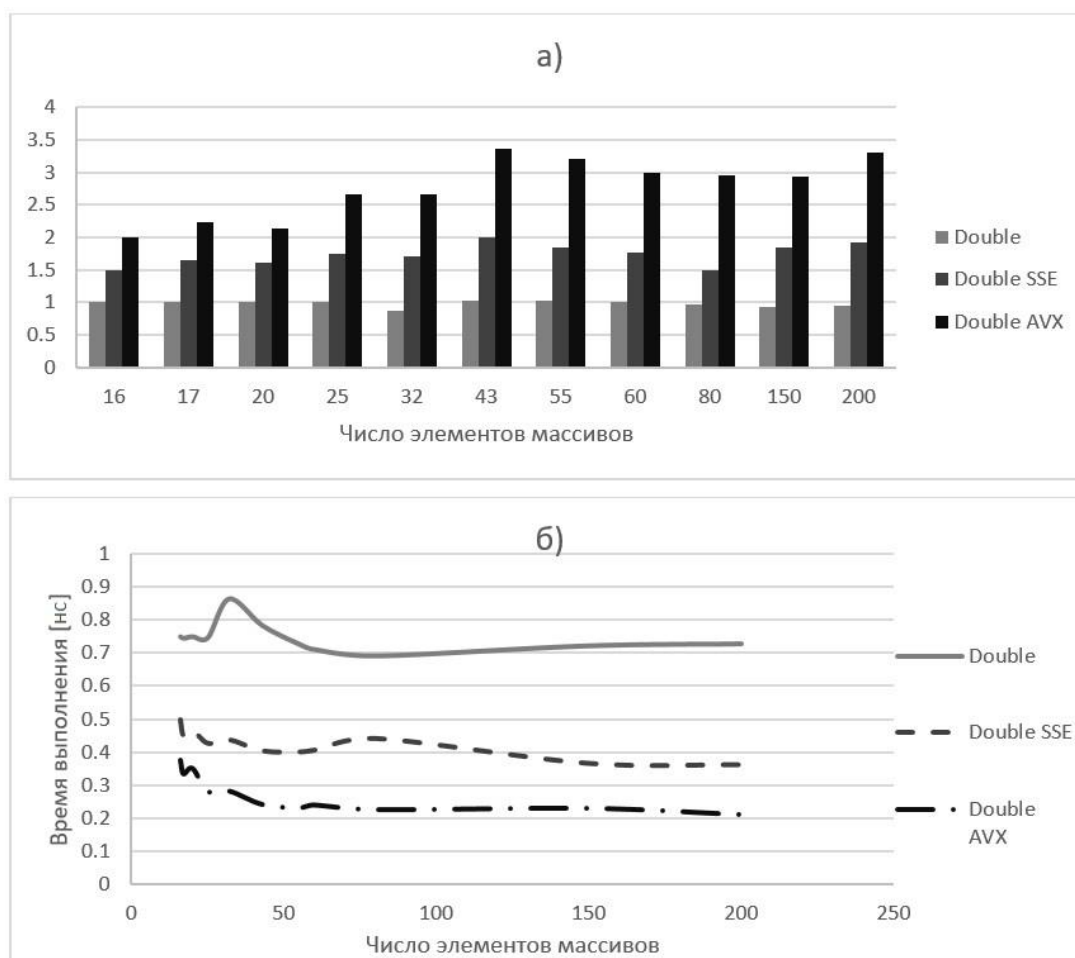 а)
4
3.5
3
2.5
2
1.5
1
0.5
0
16 17 20 25 32 43 55 60 80 150 200
Число элементов массивов
Double
Double SSE
Double AVX
б)
Время выполнения [нс]
1
0.9
0.8
0.7
0.6
0.5
0.4
0.3
0.2
0.1
0
0 50 100 150 200 250
Число элементов массивов
Double
Double SSE
Double
AVX